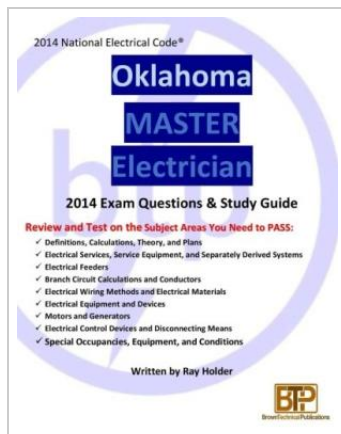 2014 National Electrical Code®
Oklahoma
MASTER
Electrician
2014 Exam Questions & Study Guide
Review and Test on the Subject Areas You Need to PASS:
✓ Definitions, Calculations, Theory, and Plans
✓ Electrical Services, Service Equipment, and Separately Derived Systems
✓ Electrical Feeders
✓ Branch Circuit Calculations and Conductors
✓ Electrical Wiring Methods and Electrical Materials
✓ Electrical Equipment and Devices
✓ Motors and Generators
✓ Electrical Control Devices and Disconnecting Means
✓ Special Occupancies, Equipment, and Conditions
Written by Ray Holder
btp
BTP
BrownTechnicalPublications